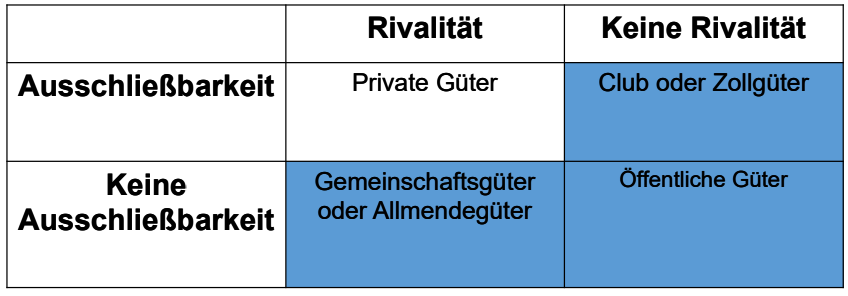 Rivalität
Keine Rivalität
Ausschließbarkeit
Private Güter
Club oder Zollgüter
Keine
Ausschließbarkeit
Gemeinschaftsgüter
oder Allmendegüter
Öffentliche Güter